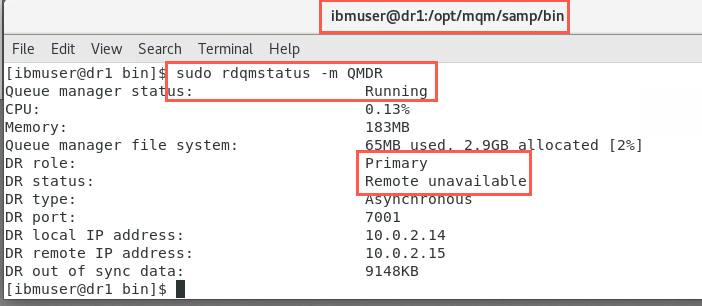 ibmuser@dr1:/opt/mqm/samp/bin
File Edit View Search Terminal Help
[ibmuser@dr1 bin]$ sudo rdqmstatus -m QMDR
Queue manager status: Running
CPU: 0.13%
Memory: 183MB
Queue manager file system: 65MB used, 2.9GB allocated [2%]
DR role: Primary
DR status: Remote unavailable
DR type: Asynchronous
DR port: 7001
DR local IP address: 10.0.2.14
DR remote IP address: 10.0.2.15
DR out of sync data: 9148KB
[ibmuser@dr1 bin]$